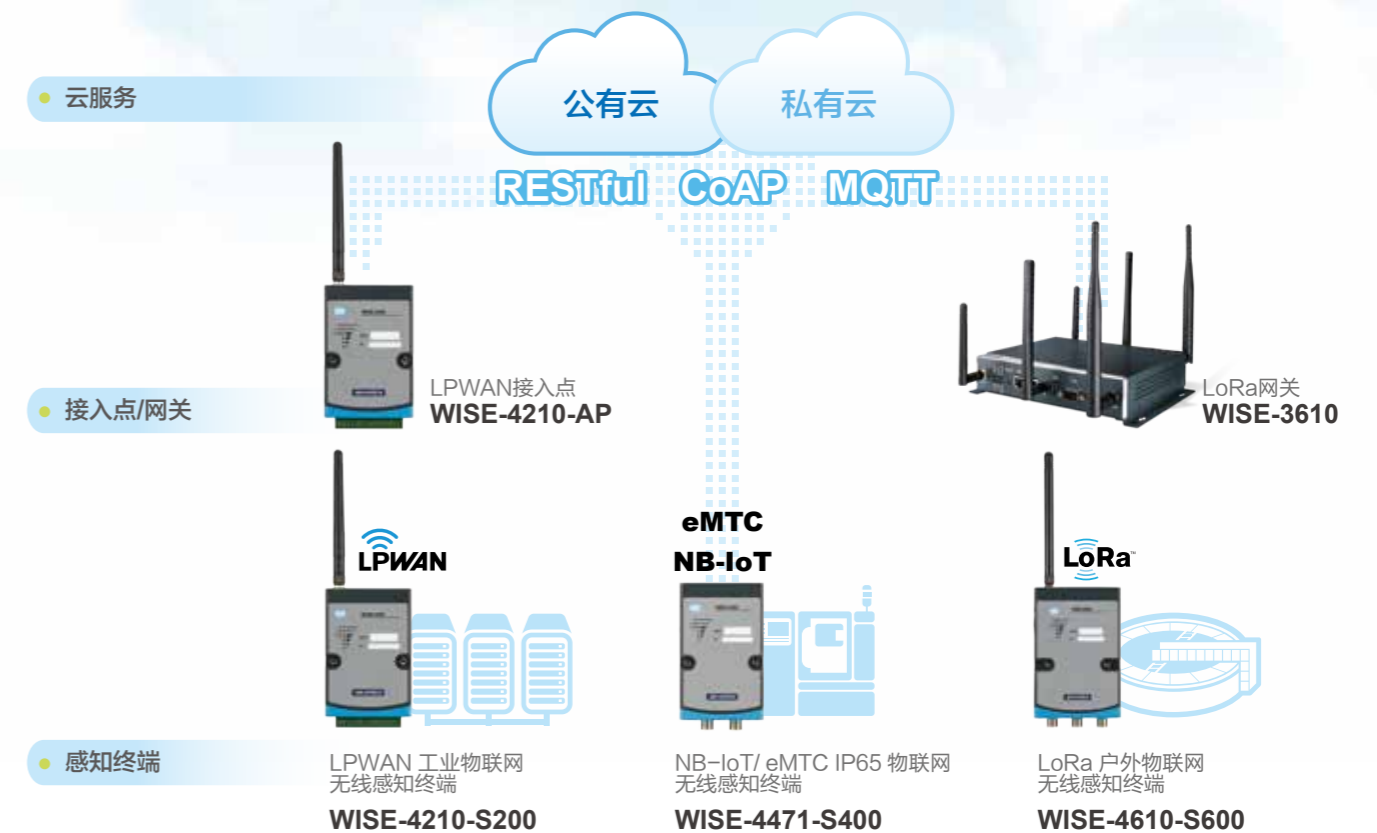 云服务
公有云
私有云
RESTful CoAP MQTT
LPWAN接入点
WISE-4210-AP
接入点/网关
LoRa网关
WISE-3610
LPWAN
eMTC
NB-IoT
LoRa™
感知终端
LPWAN 工业物联网
无线感知终端
WISE-4210-S200
NB-IoT/ eMTC IP65 物联网
无线感知终端
WISE-4471-S400
LoRa 户外物联网
无线感知终端
WISE-4610-S600